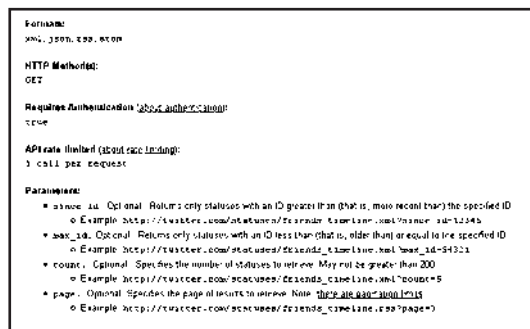 Formats:
xml, json, rss, atom
HTTP Method(s):
GET
Requires Authentication (about authentication):
true
API rate limited (about rate limiting):
1 call per request
Parameters:
• since_id. Optional. Returns only statuses with an ID greater than (that is, more recent than) the specified ID
o Example: http://twitter.com/statuses/friends_timeline.xml?since_id=12345
• max_id. Optional. Returns only statuses with an ID less than (that is, older than) or equal to the specified ID
o Example: http://twitter.com/statuses/friends_timeline.xml?max_id=54321
• count. Optional. Specifies the number of statuses to retrieve. May not be greater than 200
o Example: http://twitter.com/statuses/friends_timeline.xml?count=5
• page. Optional. Specifies the page of results to retrieve. Note: there are pagination limits
o Example: http://twitter.com/statuses/friends_timeline.rss?page=3